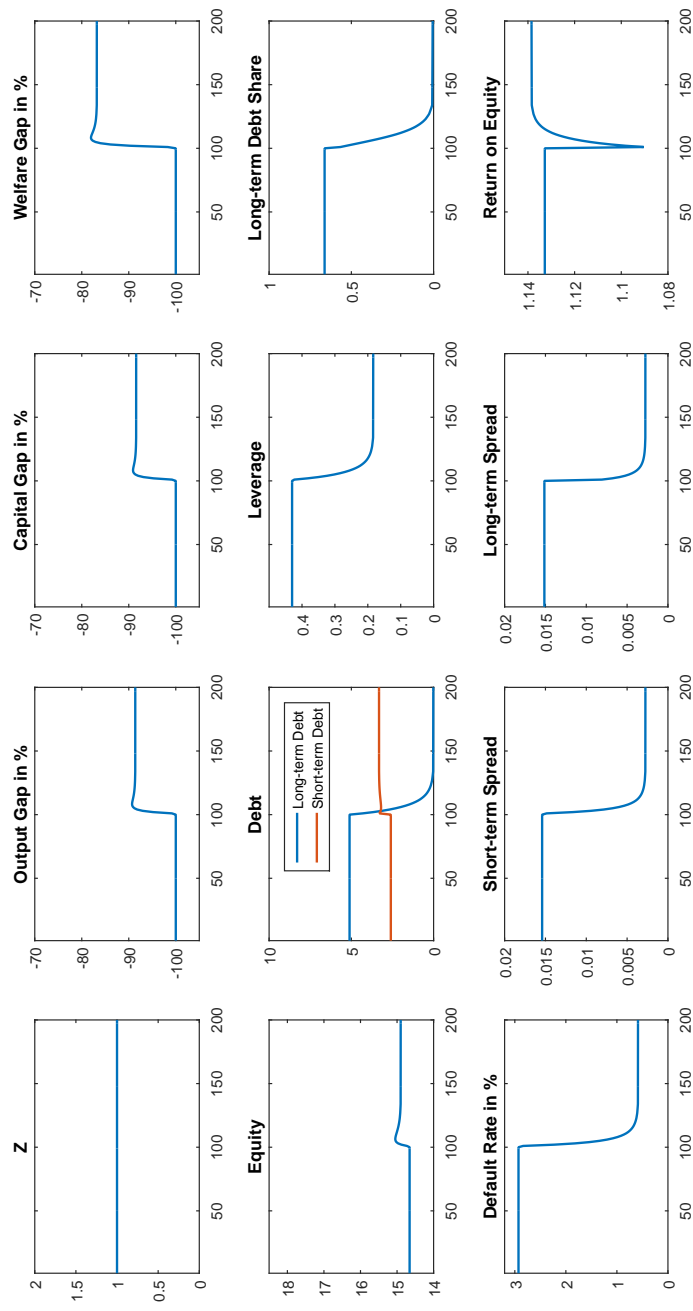 Z
2
1.5
1
0.5
0
50 100 150 200
Output Gap in %
-70
-80
-90
-100
50 100 150 200
Capital Gap in %
-70
-80
-90
-100
50 100 150 200
Welfare Gap in %
-70
-80
-90
-100
50 100 150 200
Equity
18
17
16
15
14
50 100 150 200
Debt
10
5
0
Long-term Debt
Short-term Debt
50 100 150 200
Leverage
0.4
0.3
0.2
0.1
0
50 100 150 200
Long-term Debt Share
1
0.5
0
50 100 150 200
Default Rate in %
3
2
1
0
50 100 150 200
Short-term Spread
0.02
0.015
0.01
0.005
0
50 100 150 200
Long-term Spread
0.02
0.015
0.01
0.005
0
50 100 150 200
Return on Equity
1.14
1.12
1.1
1.08
50 100 150 200